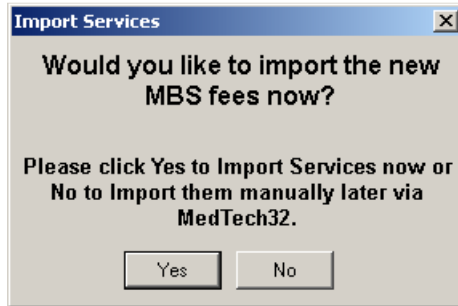 Import Services
Would you like to import the new
MBS fees now?
Please click Yes to Import Services now or
No to Import them manually later via
MedTech32.
Yes
No